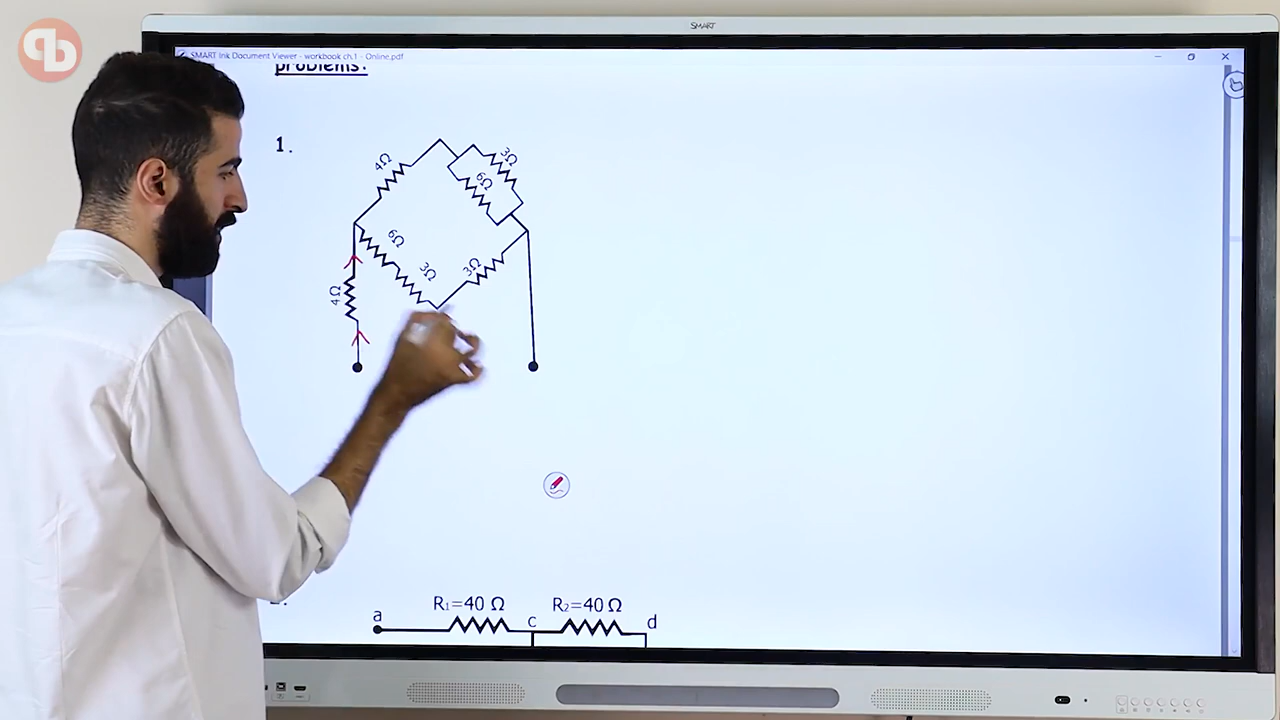 SMART
SMART Ink Document Viewer - workbook ch.1 - Online.pdf
problems:
1.
4Ω
3Ω
6Ω
6Ω
3Ω
3Ω
4Ω
R₁=40 Ω
R₂=40 Ω
a
c
d